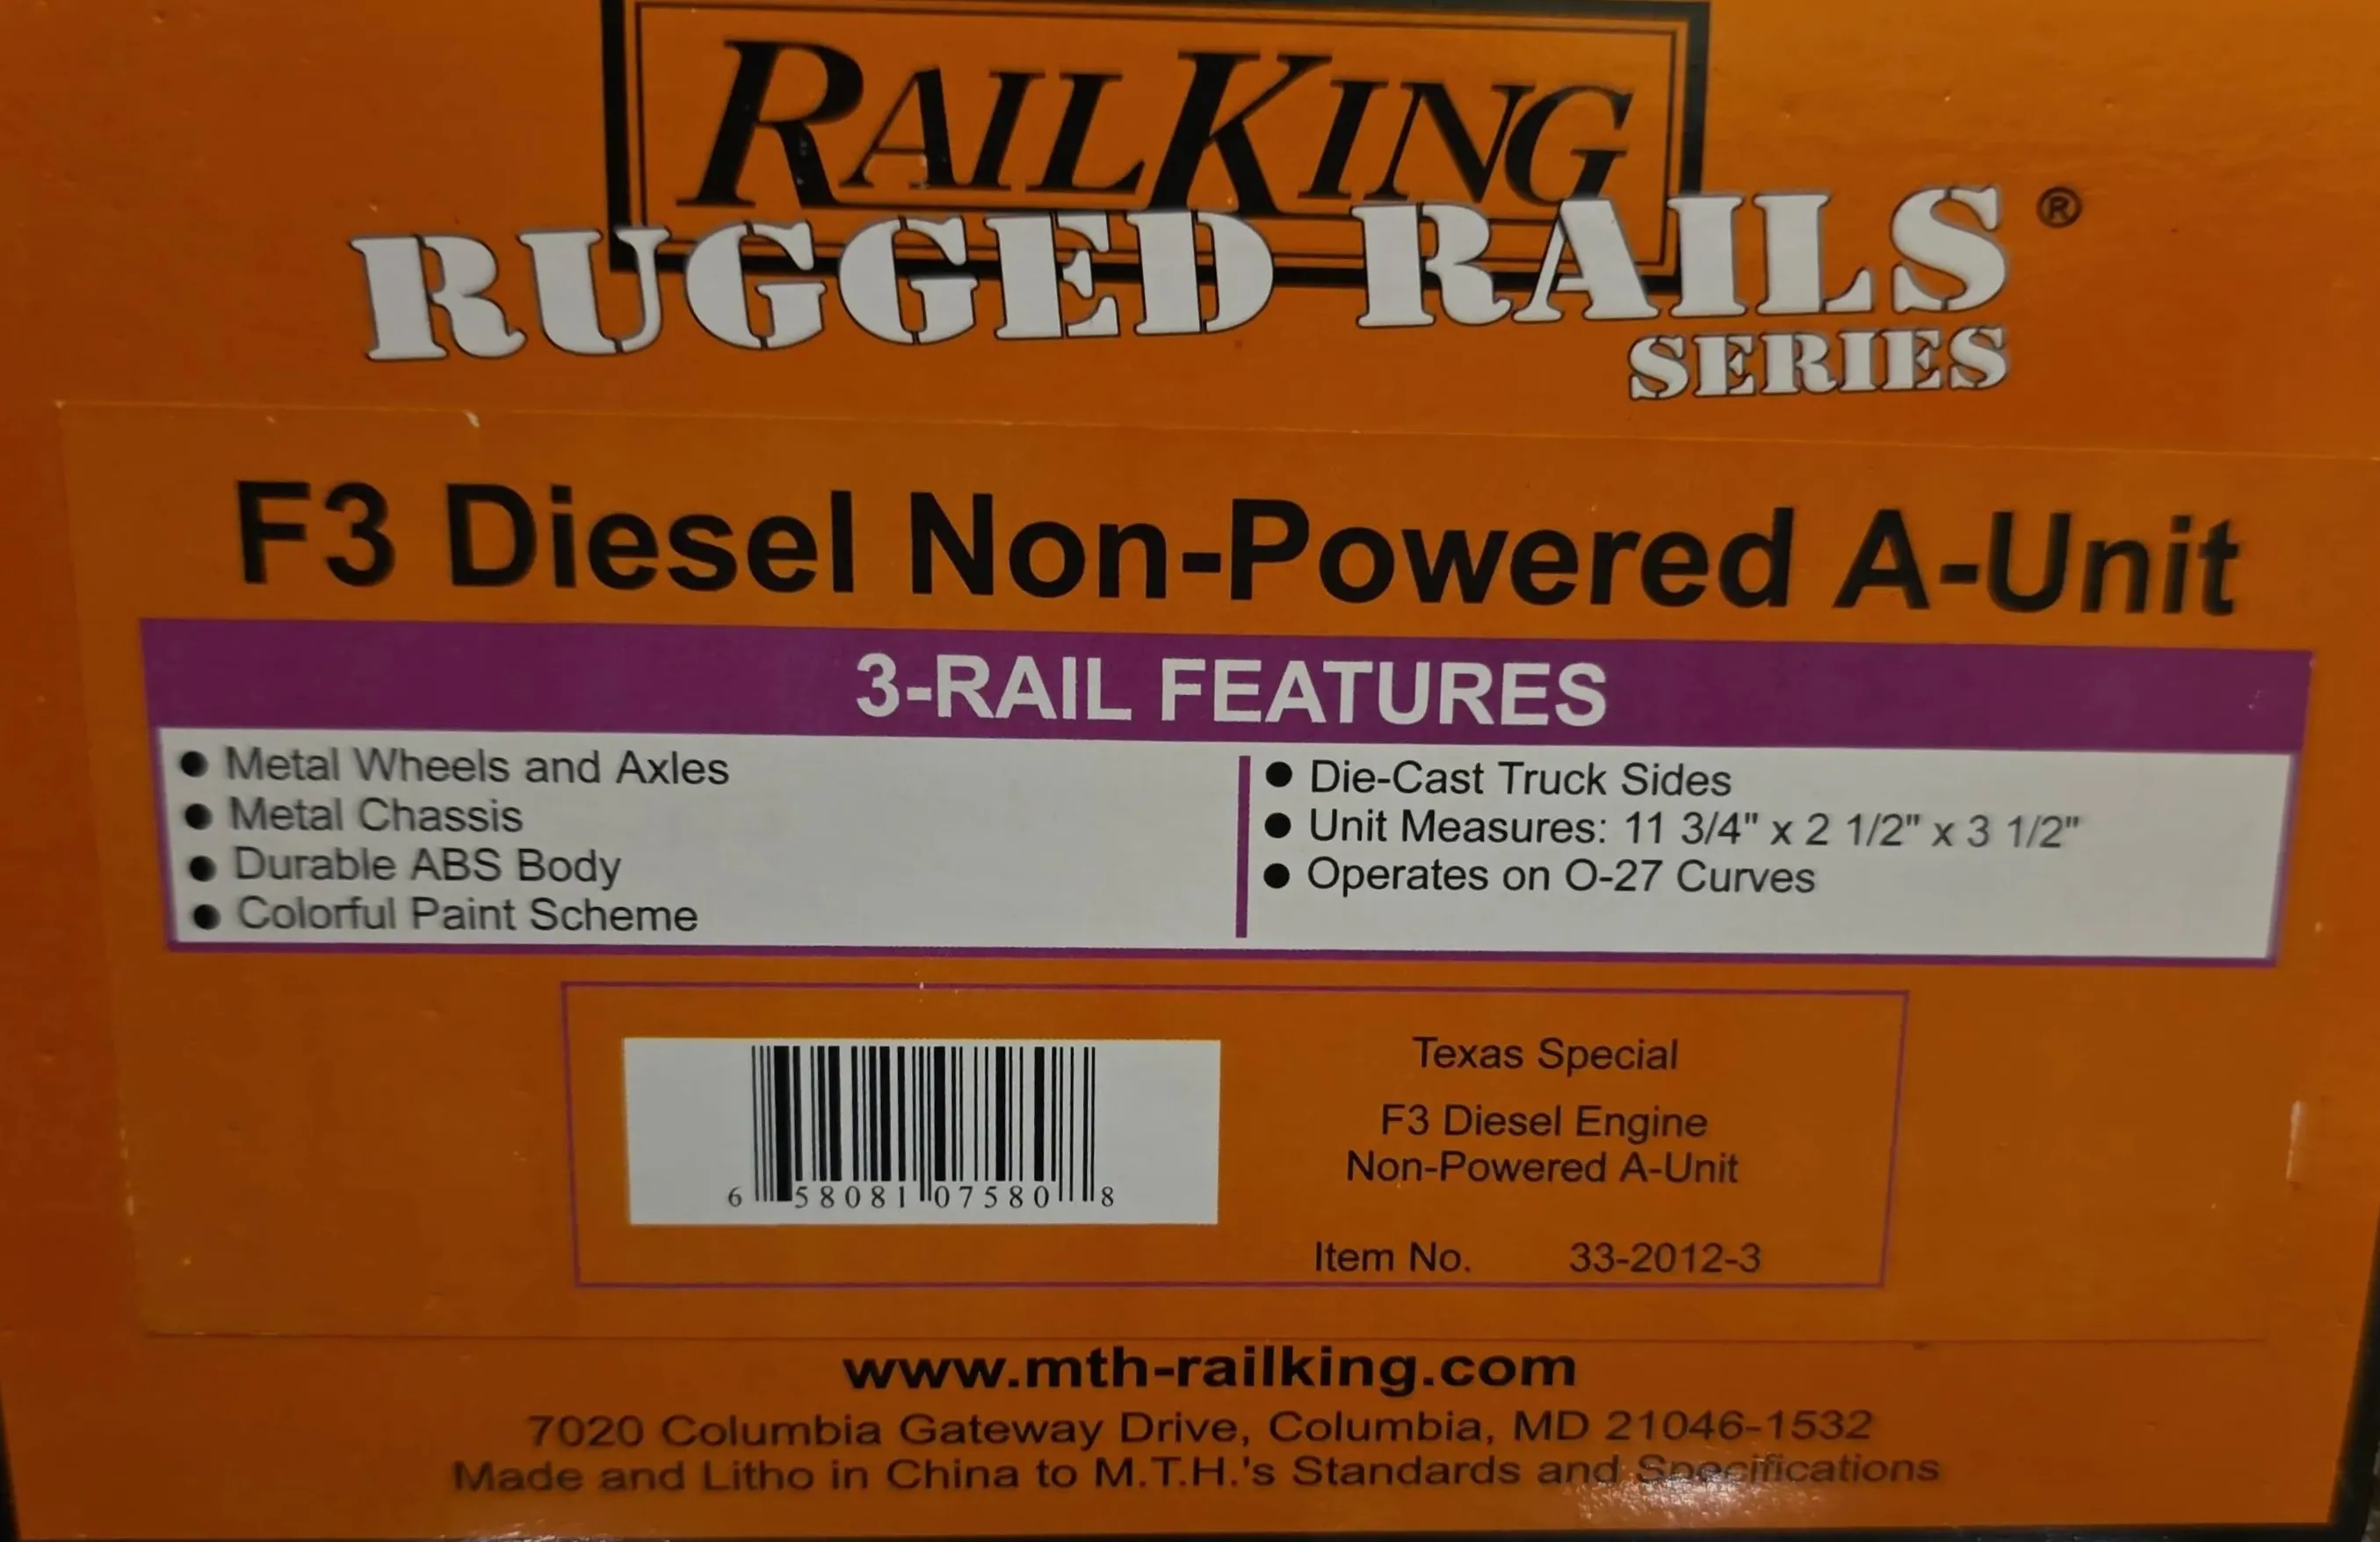 RAILKING
RUGGED RAILS ®
SERIES
F3 Diesel Non-Powered A-Unit
3-RAIL FEATURES
● Metal Wheels and Axles
● Metal Chassis
● Durable ABS Body
● Colorful Paint Scheme
● Die-Cast Truck Sides
● Unit Measures: 11 3/4" x 2 1/2" x 3 1/2"
● Operates on O-27 Curves
6 58081 07580 8
Texas Special
F3 Diesel Engine
Non-Powered A-Unit
Item No. 33-2012-3
www.mth-railking.com
7020 Columbia Gateway Drive, Columbia, MD 21046-1532
Made and Litho in China to M.T.H.'s Standards and Specifications